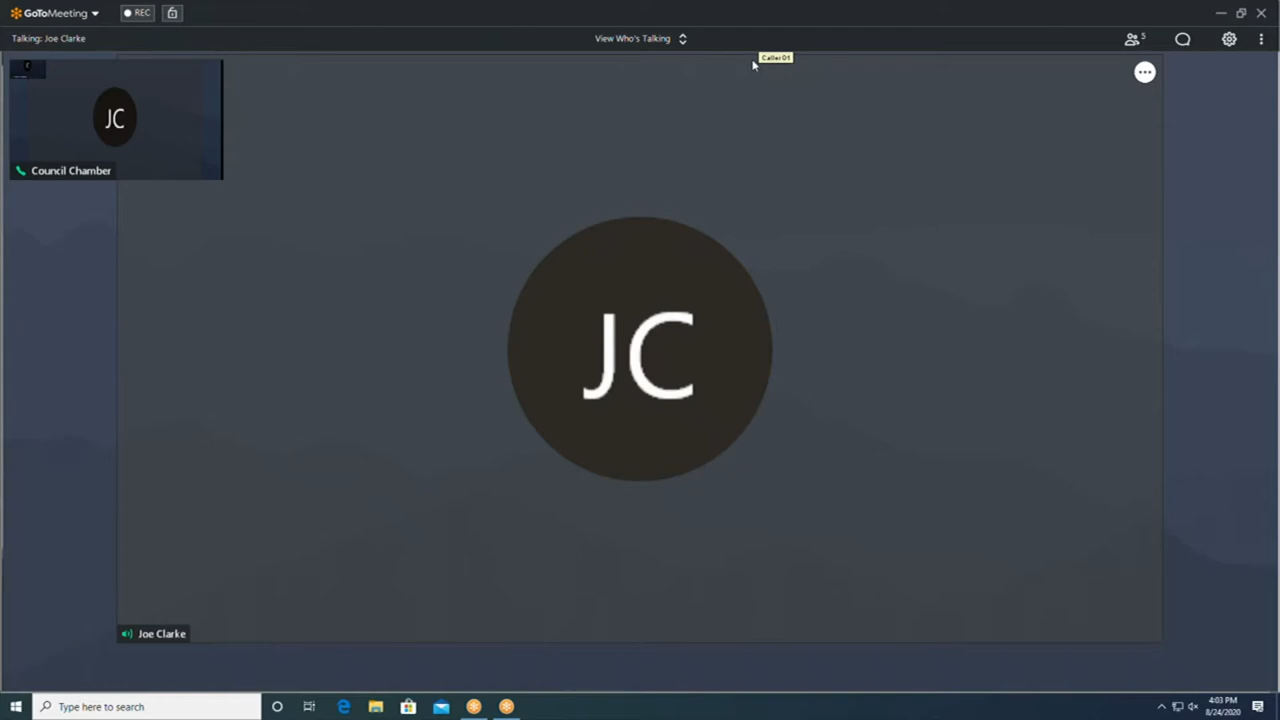 GoToMeeting
REC
Talking: Joe Clarke
View Who's Talking
5
Caller 01
JC
Council Chamber
JC
Joe Clarke
Type here to search
4:03 PM
8/24/2020